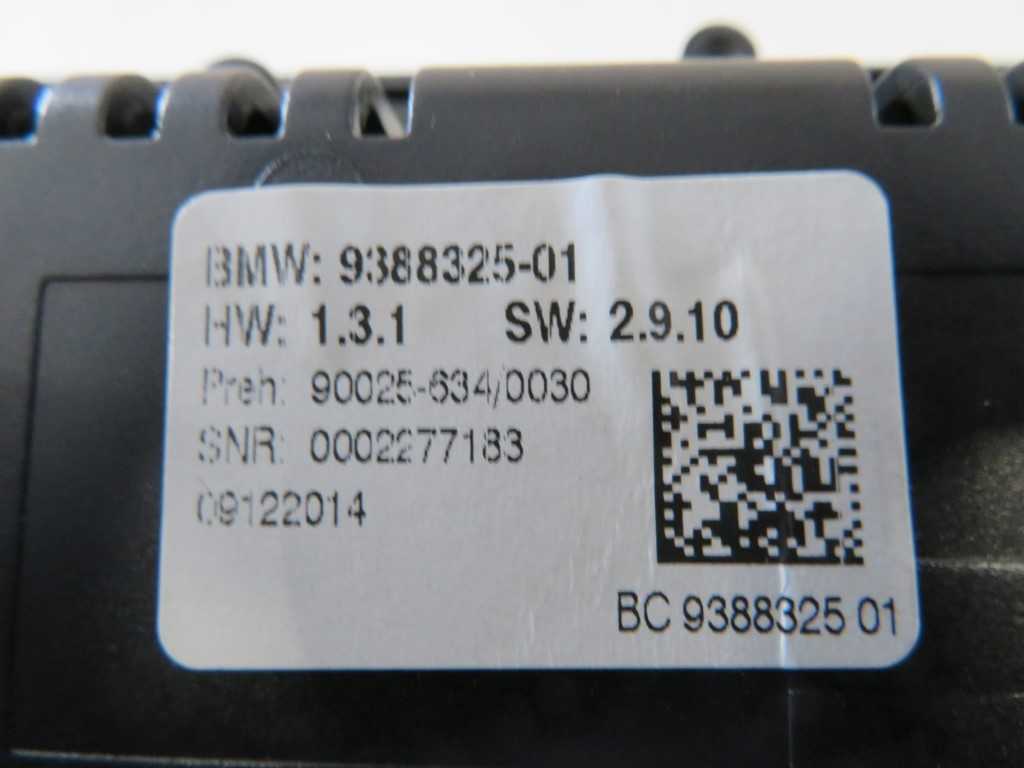 BMW: 9388325-01
HW: 1.3.1 SW: 2.9.10
Preh: 90025-634/0030
SNR: 0002277183
09122014
BC 9388325 01